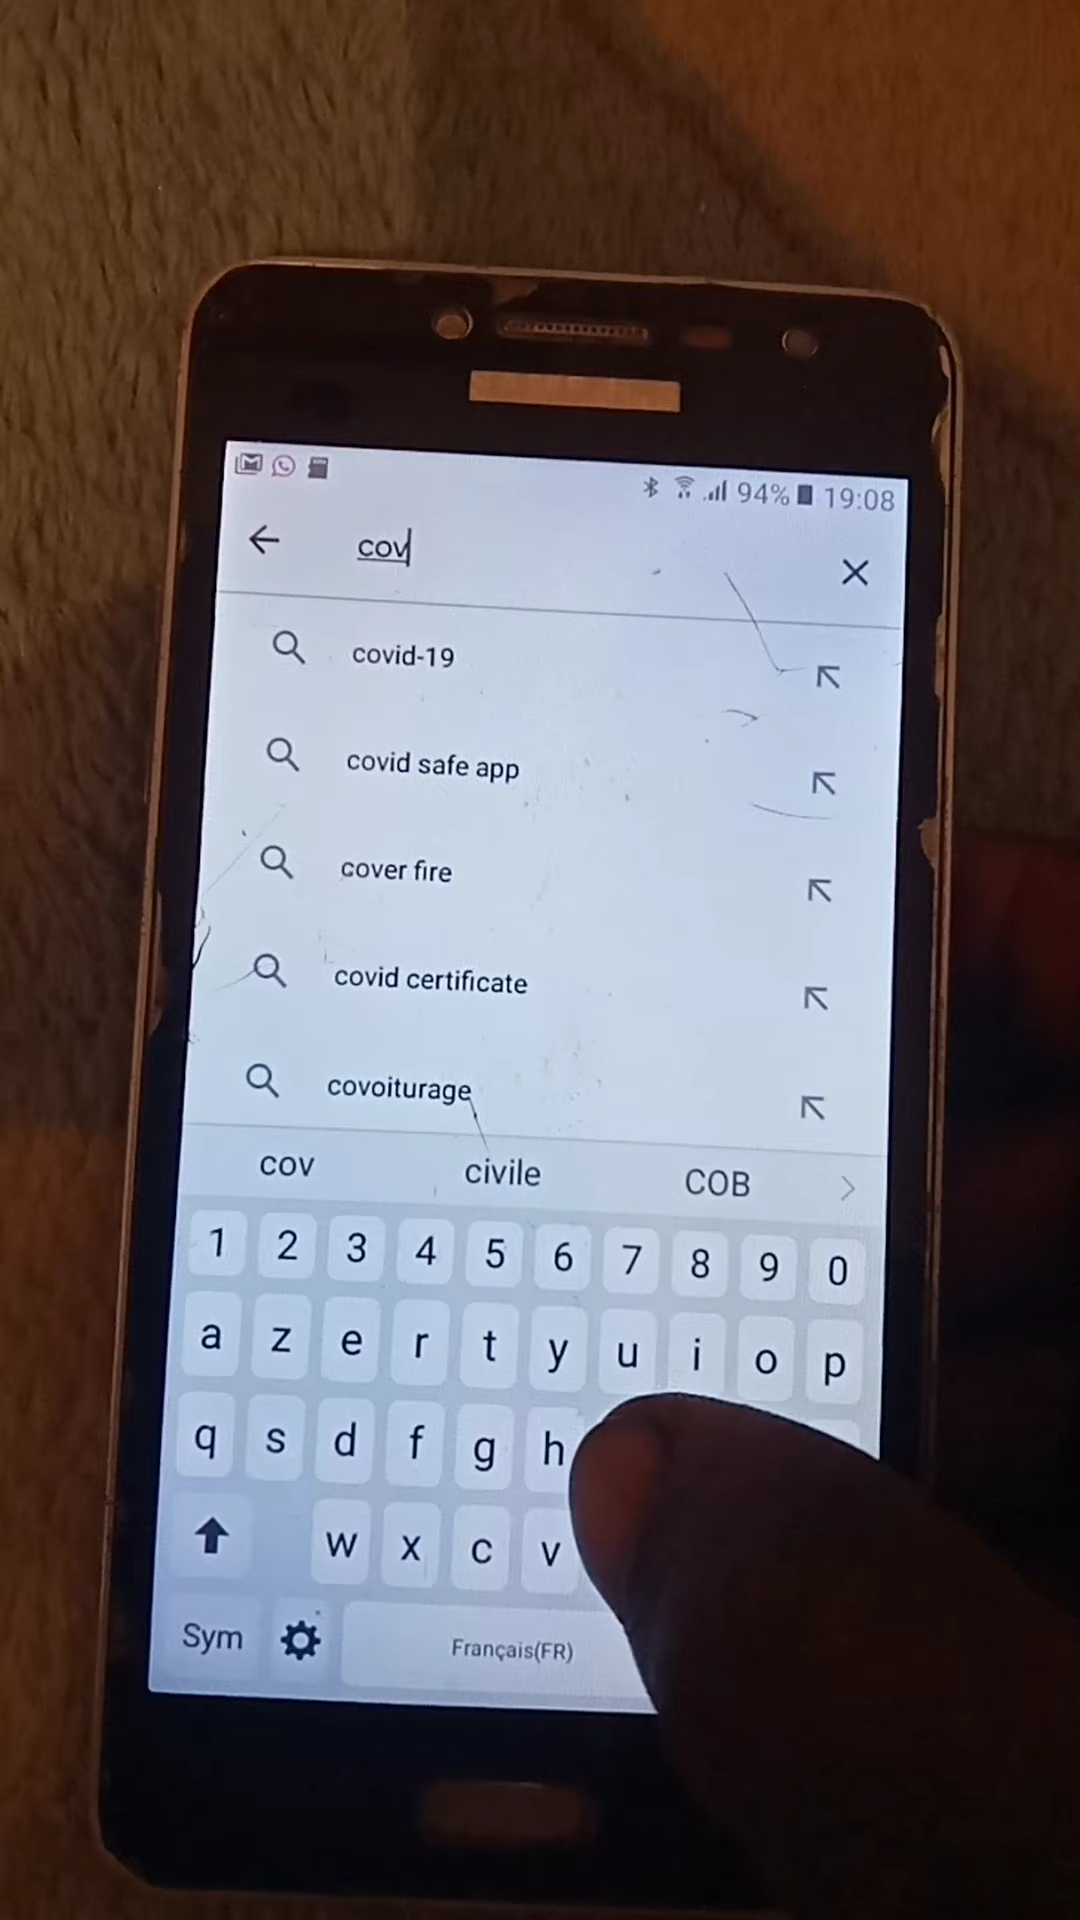 94% 19:08
cov
covid-19
covid safe app
cover fire
covid certificate
covoiturage
cov civile COB
1 2 3 4 5 6 7 8 9 0
a z e r t y u i o p
q s d f g h
w x c v
Sym Français(FR)